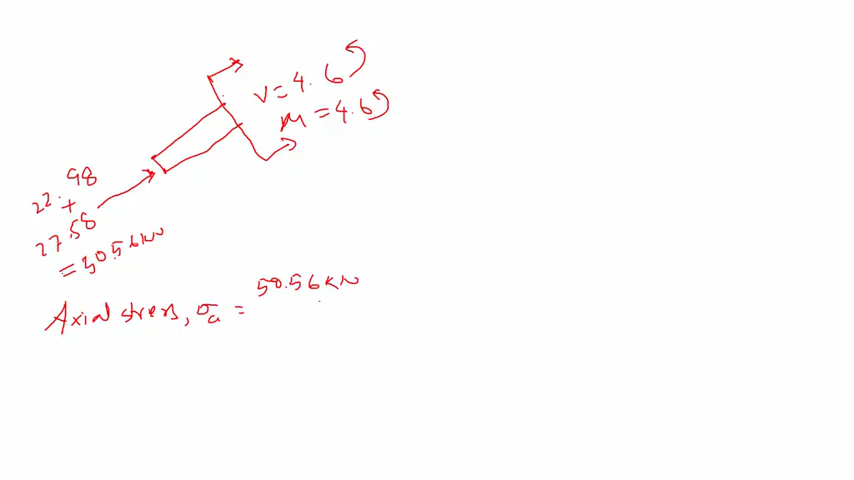 V = 4.6
M = 4.6
22.98
+
27.58
= 50.56 KN
Axial stress, σa =
50.56 KN